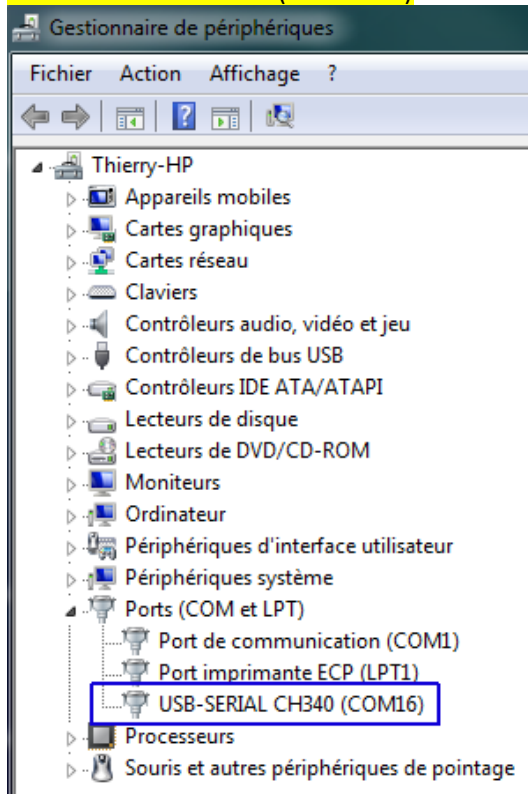 Gestionnaire de périphériques
Fichier Action Affichage ?
Thierry-HP
Appareils mobiles
Cartes graphiques
Cartes réseau
Claviers
Contrôleurs audio, vidéo et jeu
Contrôleurs de bus USB
Contrôleurs IDE ATA/ATAPI
Lecteurs de disque
Lecteurs de DVD/CD-ROM
Moniteurs
Ordinateur
Périphériques d'interface utilisateur
Périphériques système
Ports (COM et LPT)
Port de communication (COM1)
Port imprimante ECP (LPT1)
USB-SERIAL CH340 (COM16)
Processeurs
Souris et autres périphériques de pointage